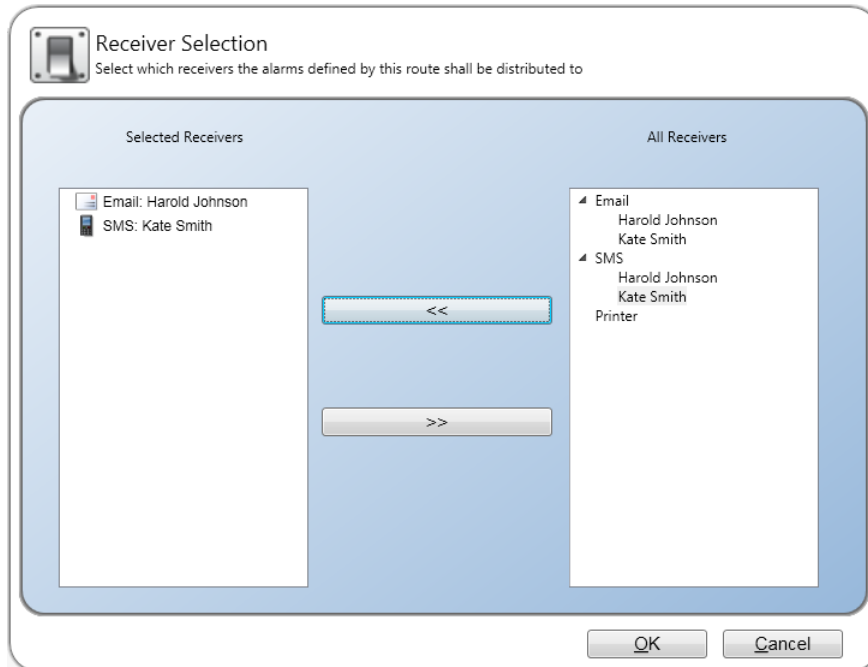 Receiver Selection
Select which receivers the alarms defined by this route shall be distributed to
Selected Receivers
All Receivers
Email: Harold Johnson
SMS: Kate Smith
Email
Harold Johnson
Kate Smith
SMS
Harold Johnson
Kate Smith
Printer
<<
>>
OK
Cancel